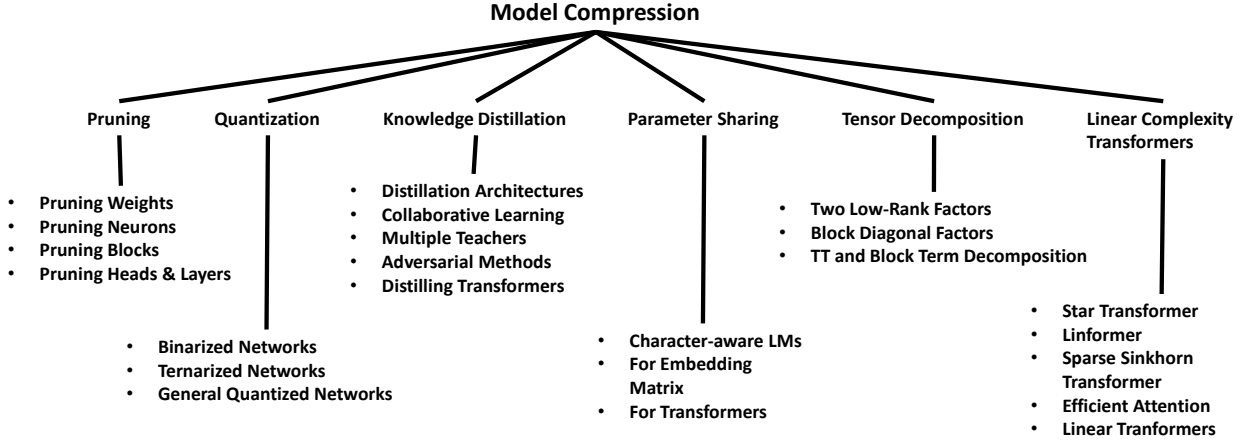 Model Compression
Pruning
Quantization
Knowledge Distillation
Parameter Sharing
Tensor Decomposition
Linear Complexity
Transformers
• Pruning Weights
• Pruning Neurons
• Pruning Blocks
• Pruning Heads & Layers
• Binarized Networks
• Ternarized Networks
• General Quantized Networks
• Distillation Architectures
• Collaborative Learning
• Multiple Teachers
• Adversarial Methods
• Distilling Transformers
• Character-aware LMs
• For Embedding
Matrix
• For Transformers
• Two Low-Rank Factors
• Block Diagonal Factors
• TT and Block Term Decomposition
• Star Transformer
• Linformer
• Sparse Sinkhorn
Transformer
• Efficient Attention
• Linear Tranformers